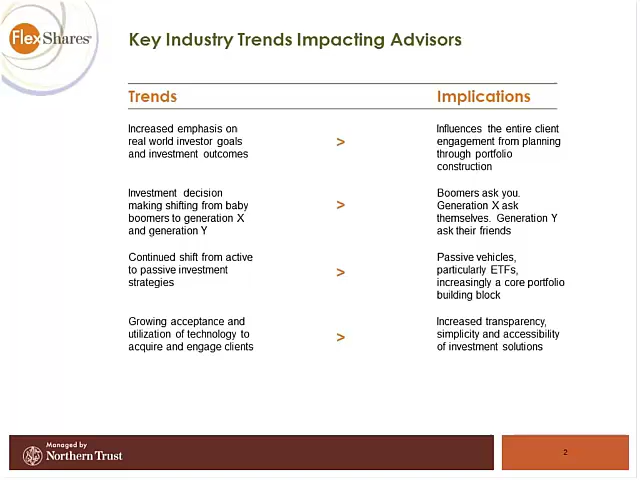 FlexShares®
Key Industry Trends Impacting Advisors
Trends
Implications
Increased emphasis on
real world investor goals
and investment outcomes
>
Influences the entire client
engagement from planning
through portfolio
construction
Investment decision
making shifting from baby
boomers to generation X
and generation Y
>
Boomers ask you.
Generation X ask
themselves. Generation Y
ask their friends
Continued shift from active
to passive investment
strategies
>
Passive vehicles,
particularly ETFs,
increasingly a core portfolio
building block
Growing acceptance and
utilization of technology to
acquire and engage clients
>
Increased transparency,
simplicity and accessibility
of investment solutions
Managed by
Northern Trust
2